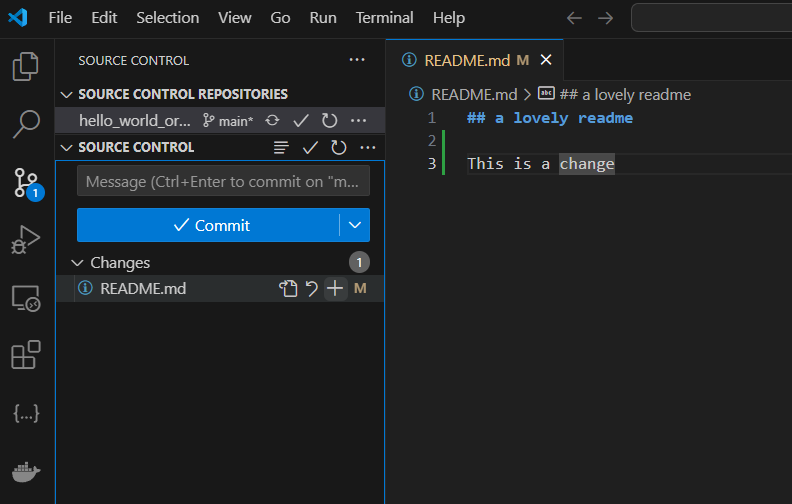 File Edit Selection View Go Run Terminal Help
SOURCE CONTROL ...
SOURCE CONTROL REPOSITORIES
hello_world_or... main* ...
SOURCE CONTROL ...
Message (Ctrl+Enter to commit on "m...
Commit
Changes 1
README.md M
1
{...}
README.md M
README.md > abc ## a lovely readme
1 ## a lovely readme
2
3 This is a change